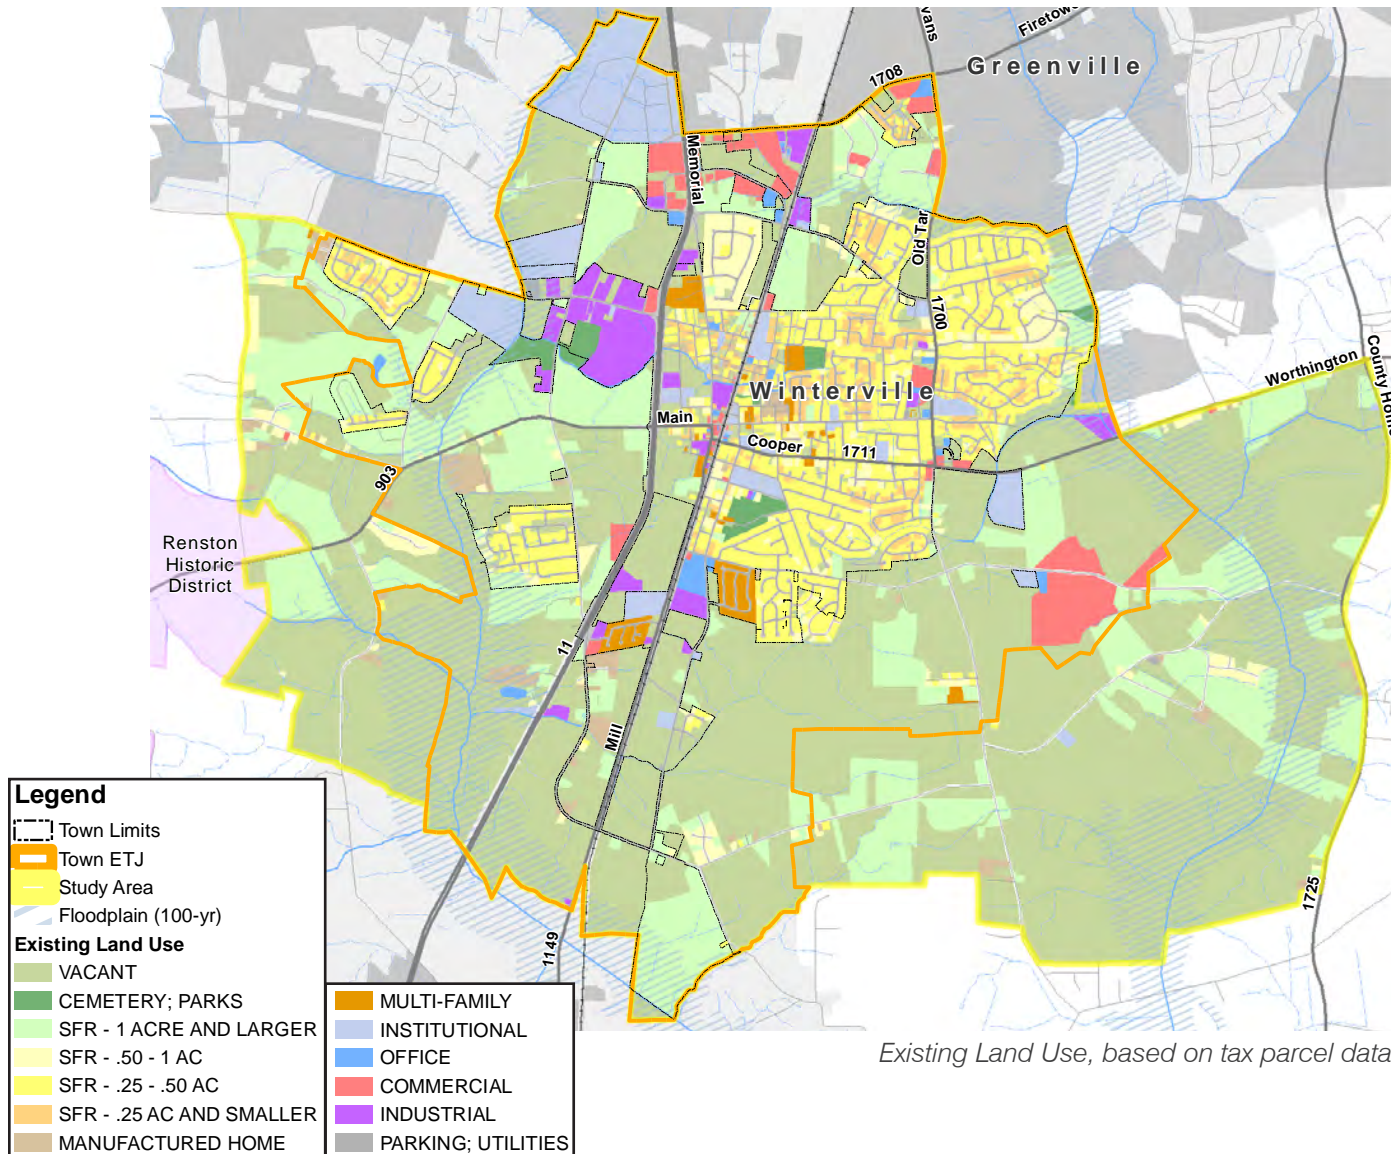 vans
Firetow
Greenville
1708
Memorial
Old Tar
1700
Winterville
Worthington
County Home
Main
Cooper
1711
903
Renston
Historic
District
11
Mill
1149
1725
Legend
Town Limits
Town ETJ
Study Area
Floodplain (100-yr)
Existing Land Use
VACANT
CEMETERY; PARKS
SFR - 1 ACRE AND LARGER
SFR - .50 - 1 AC
SFR - .25 - .50 AC
SFR - .25 AC AND SMALLER
MANUFACTURED HOME
MULTI-FAMILY
INSTITUTIONAL
OFFICE
COMMERCIAL
INDUSTRIAL
PARKING; UTILITIES
Existing Land Use, based on tax parcel data